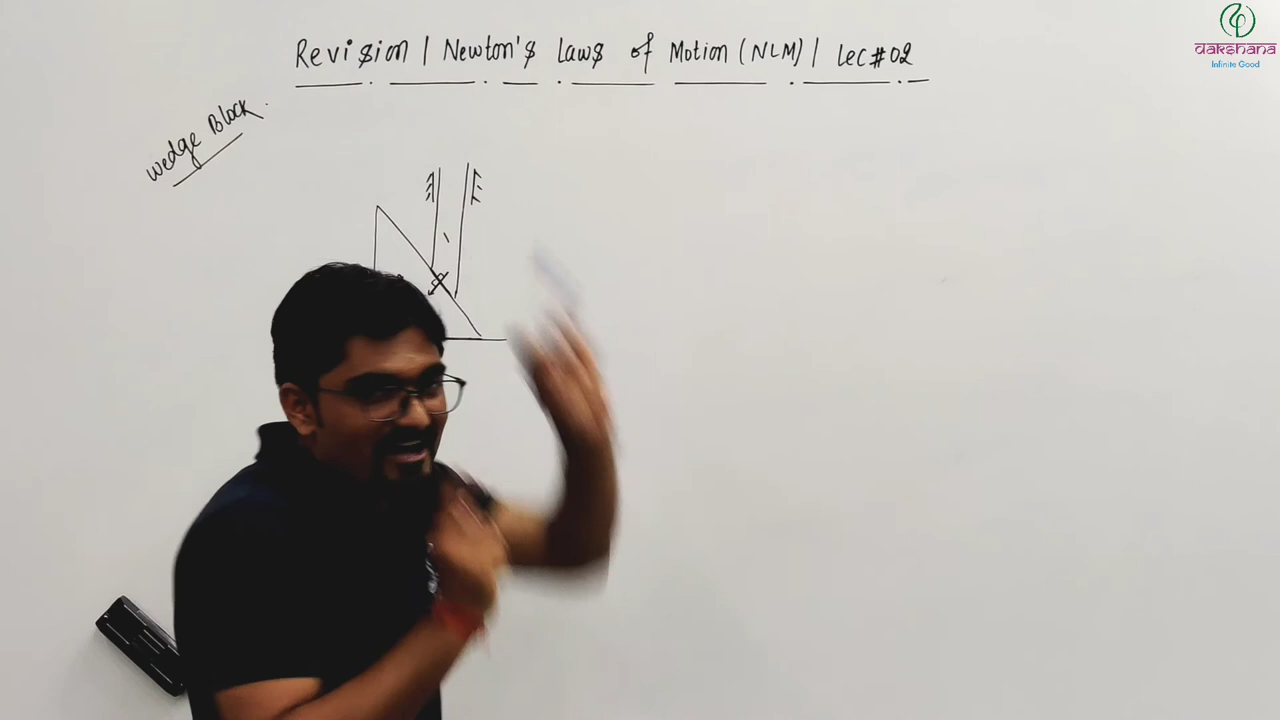 Revision | Newton's Laws of Motion (NLM) | Lec#02
Wedge Block.
dakshana
Infinite Good